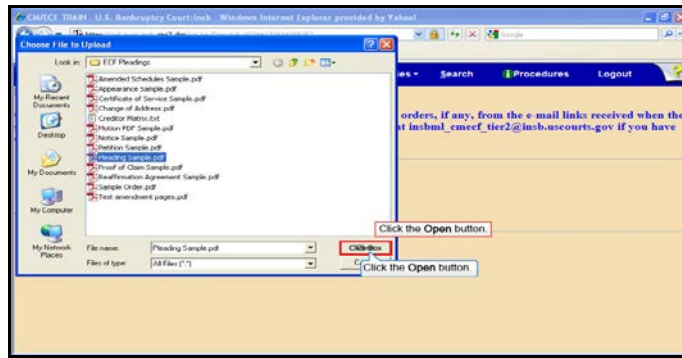 CM/ECF TRAIN - U.S. Bankruptcy Court:insb - Windows Internet Explorer provided by Yahoo!
Google
Choose File to Upload
Look in: ECF Pleadings
My Recent Documents
Desktop
My Documents
My Computer
My Network Places
Amended Schedules Sample.pdf
Appearance Sample.pdf
Certificate of Service Sample.pdf
Change of Address.pdf
Creditor Matrix.txt
Motion PDF Sample.pdf
Notice Sample.pdf
Petition Sample.pdf
Pleading Sample.pdf
Proof of Claim Sample.pdf
Reaffirmation Agreement Sample.pdf
Sample Order.pdf
Test amendment pages.pdf
File name: Pleading Sample.pdf
Files of type: All Files (*.*)
ies Search Procedures Logout ?
orders, if any, from the e-mail links received when the
at insbml_cmecf_tier2@insb.uscourts.gov if you have
Click the Open button.
Click the Open button.